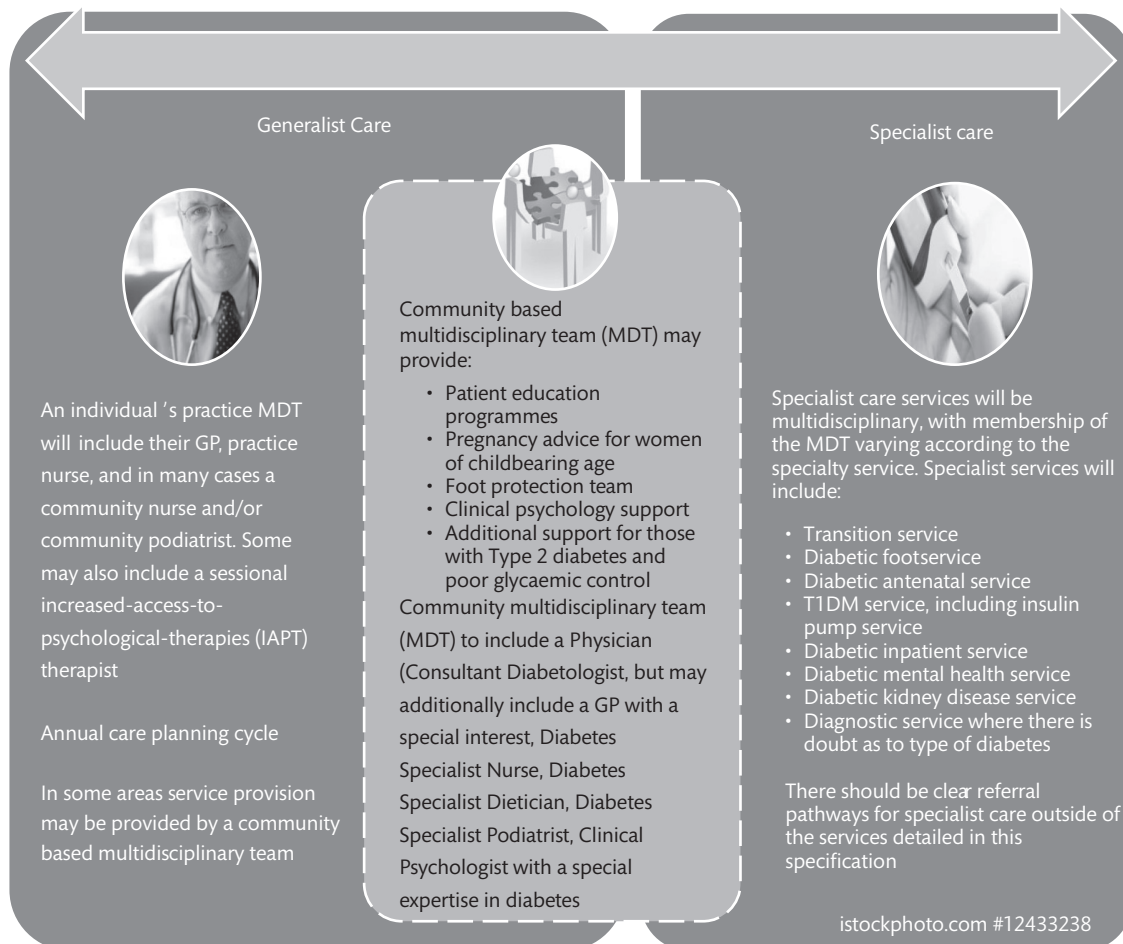 Generalist Care
An individual 's practice MDT
will include their GP, practice
nurse, and in many cases a
community nurse and/or
community podiatrist. Some
may also include a sessional
increased-access-to-
psychological-therapies (IAPT)
therapist
Annual care planning cycle
In some areas service provision
may be provided by a community
based multidisciplinary team
Community based
multidisciplinary team (MDT) may
provide:
• Patient education
programmes
• Pregnancy advice for women
of childbearing age
• Foot protection team
• Clinical psychology support
• Additional support for those
with Type 2 diabetes and
poor glycaemic control
Community multidisciplinary team
(MDT) to include a Physician
(Consultant Diabetologist, but may
additionally include a GP with a
special interest, Diabetes
Specialist Nurse, Diabetes
Specialist Dietician, Diabetes
Specialist Podiatrist, Clinical
Psychologist with a special
expertise in diabetes
Specialist care
Specialist care services will be
multidisciplinary, with membership of
the MDT varying according to the
specialty service. Specialist services will
include:
• Transition service
• Diabetic footservice
• Diabetic antenatal service
• T1DM service, including insulin
pump service
• Diabetic inpatient service
• Diabetic mental health service
• Diabetic kidney disease service
• Diagnostic service where there is
doubt as to type of diabetes
There should be clear referral
pathways for specialist care outside of
the services detailed in this
specification
istockphoto.com #12433238